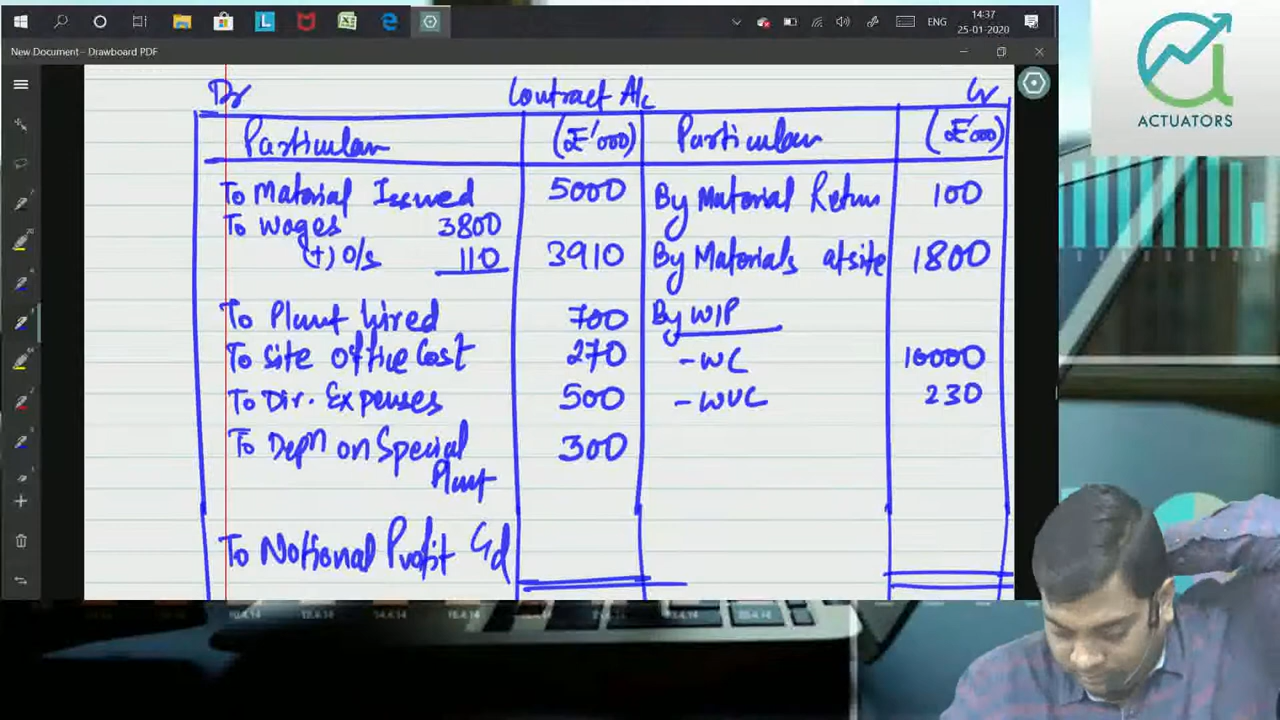 14:37
ENG
25-01-2020
New Document - Drawboard PDF
ACTUATORS
Dr Contract A/c Cr
Particulars (£'000) Particulars (£'000)
To Material Issued 5000 By Material Return 100
To Wages 3800
(+) O/s 110 3910 By Materials at site 1800
To Plant hired 700 By WIP
To Site office Cost 270 - WC 10000
To Dir. Expenses 500 - WUC 230
To Depn on Special 300
Plant
To Notional Profit c/d